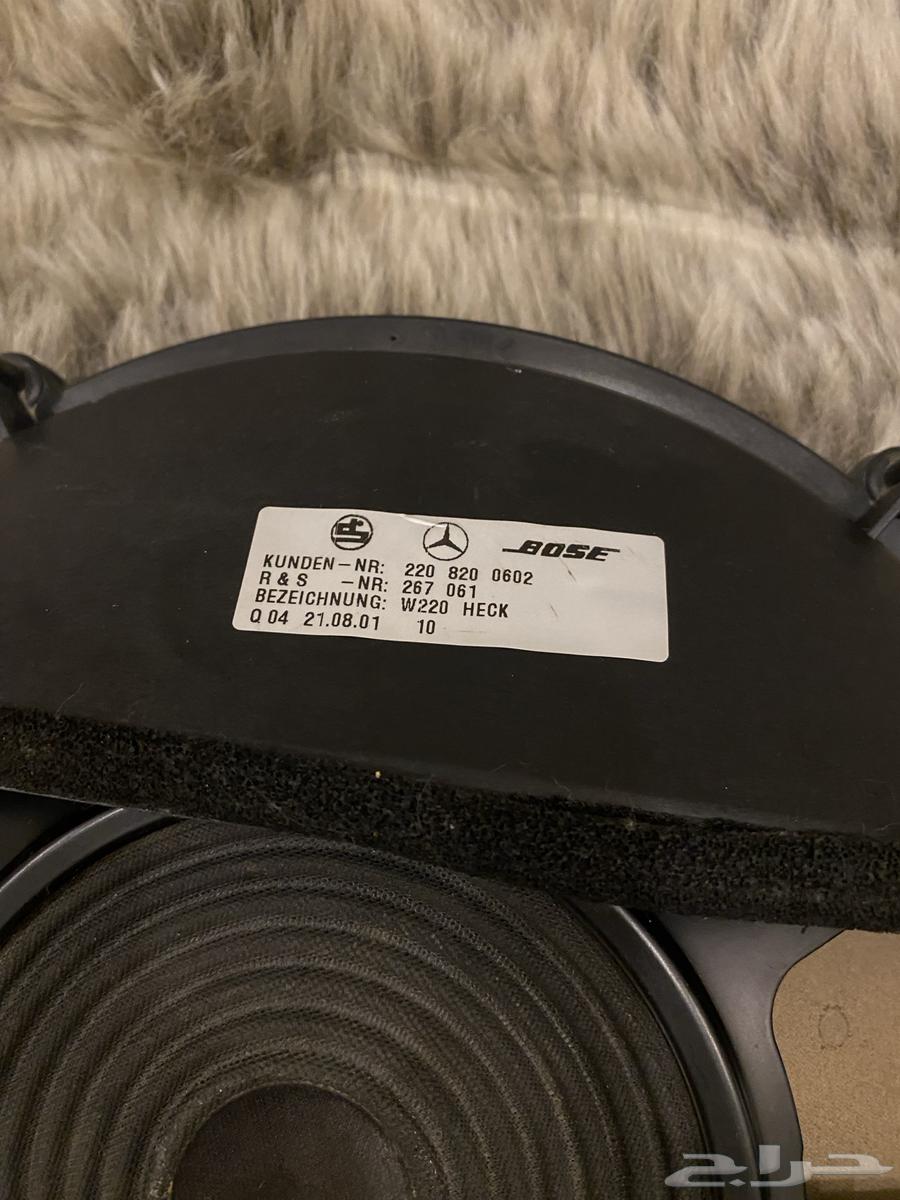 BOSE
KUNDEN-NR: 220 820 0602
R & S -NR: 267 061
BEZEICHNUNG: W220 HECK
Q 04 21.08.01 10
حراج